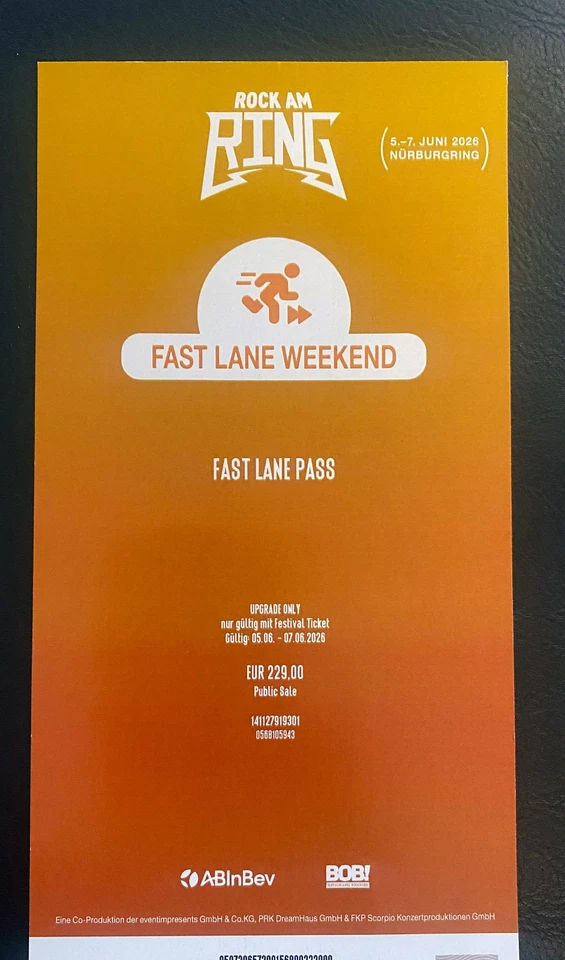 ROCK AM
RING
5.–7. JUNI 2026
NÜRBURGRING
FAST LANE WEEKEND
FAST LANE PASS
UPGRADE ONLY
nur gültig mit Festival Ticket
Gültig: 05.06. - 07.06.2026
EUR 229,00
Public Sale
141127919301
0568105943
ABInBev
BOB!
Eine Co-Produktion der eventimpresents GmbH & Co.KG, PRK DreamHaus GmbH & FKP Scorpio Konzertproduktionen GmbH